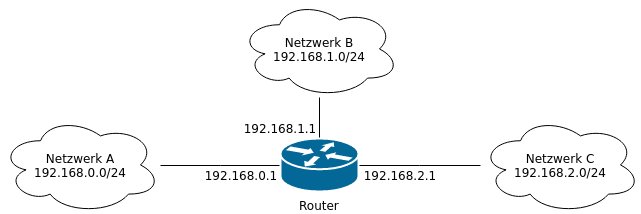 Netzwerk B
192.168.1.0/24
192.168.1.1
Netzwerk A
192.168.0.0/24
192.168.0.1
192.168.2.1
Netzwerk C
192.168.2.0/24
Router